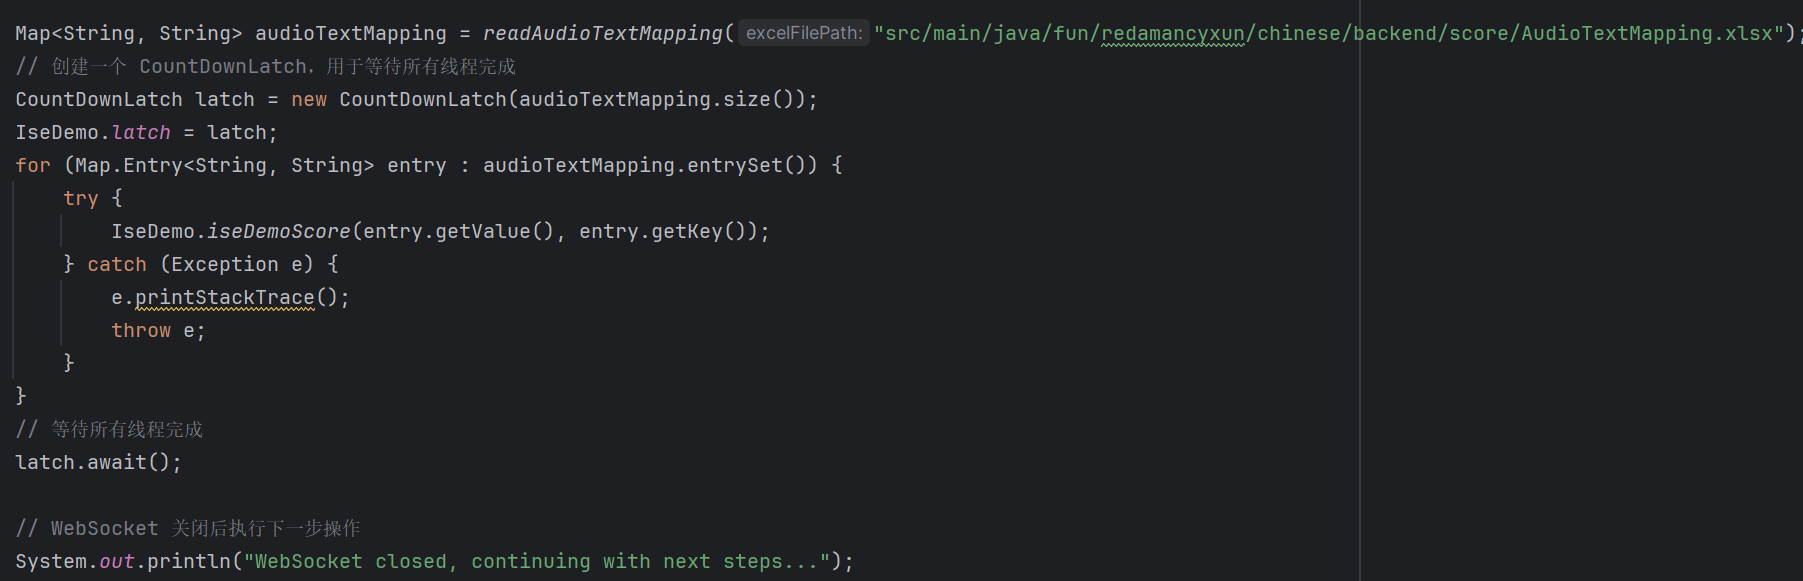 Map<String, String> audioTextMapping = readAudioTextMapping( excelFilePath: "src/main/java/fun/redamancyxun/chinese/backend/score/AudioTextMapping.xlsx");
// 创建一个 CountDownLatch，用于等待所有线程完成
CountDownLatch latch = new CountDownLatch(audioTextMapping.size());
IseDemo.latch = latch;
for (Map.Entry<String, String> entry : audioTextMapping.entrySet()) {
    try {
        IseDemo.iseDemoScore(entry.getValue(), entry.getKey());
    } catch (Exception e) {
        e.printStackTrace();
        throw e;
    }
}
// 等待所有线程完成
latch.await();
// WebSocket 关闭后执行下一步操作
System.out.println("WebSocket closed, continuing with next steps...");